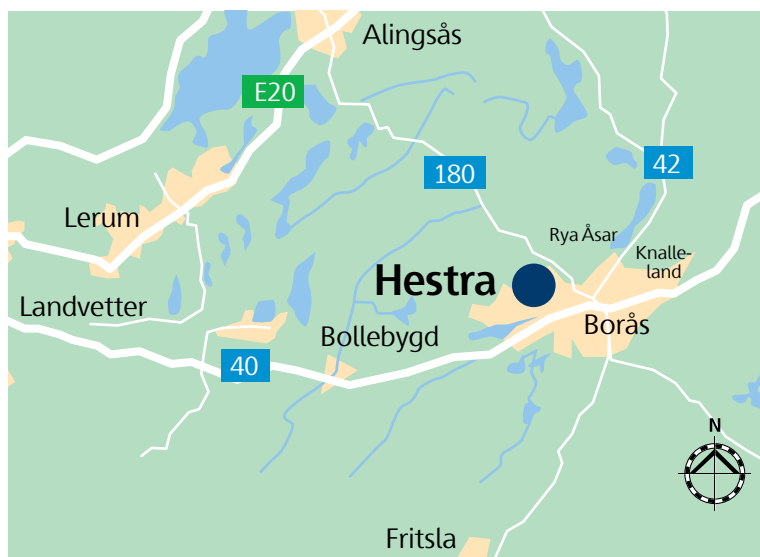 Alingsås
E20
180
42
Lerum
Rya Åsar
Knalle-
land
Hestra
Landvetter
Borås
Bollebygd
40
N
Fritsla